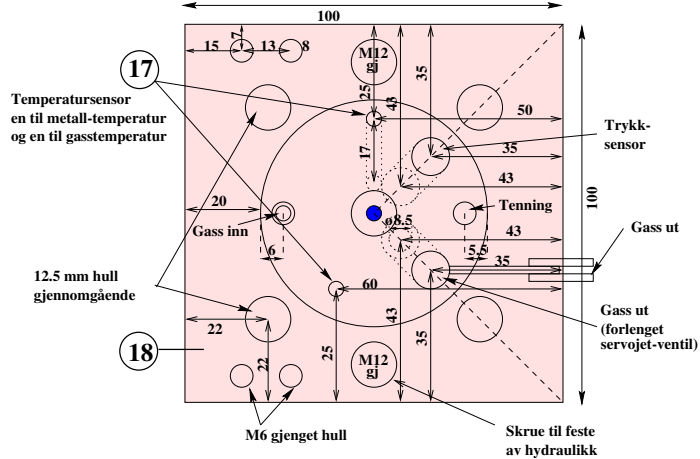 100
15
7
13
8
M12
gj
17
25
43
35
50
Temperatursensor
en til metall-temperatur
og en til gasstemperatur
17
35
Trykk-
sensor
43
20
Gass inn
ø8.5
Tenning
100
43
6
5.5
Gass ut
35
12.5 mm hull
gjennomgående
60
22
22
25
43
35
Gass ut
(forlenget
servojet-ventil)
18
M12
gj
M6 gjenget hull
Skrue til feste
av hydraulikk